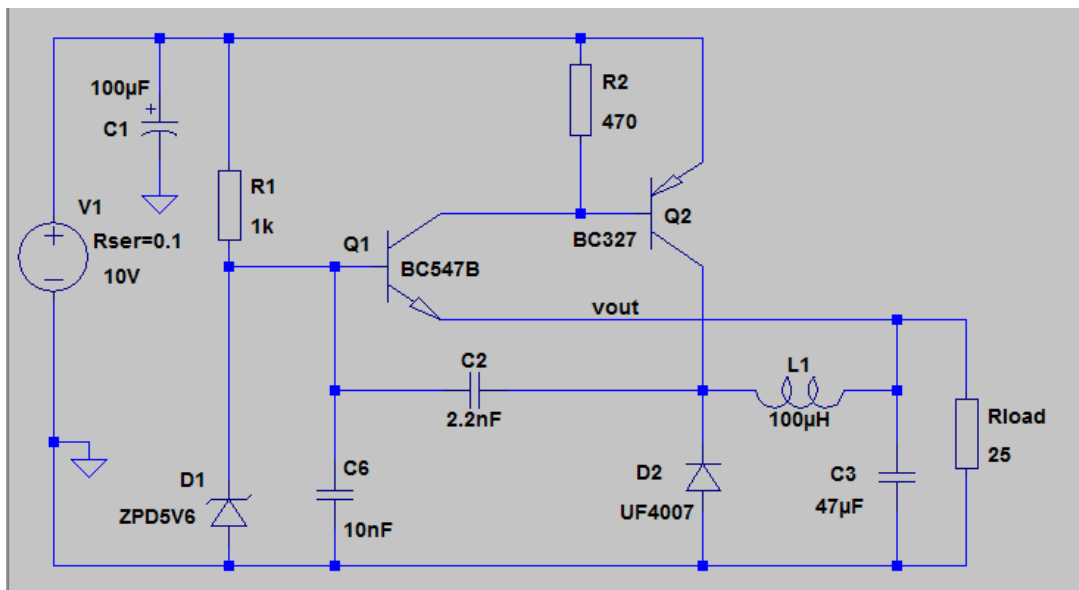 100µF
+
C1
V1
Rser=0.1
10V
R1
1k
R2
470
Q1
BC547B
Q2
BC327
vout
C2
2.2nF
L1
100µH
Rload
25
D1
ZPD5V6
C6
10nF
D2
UF4007
C3
47µF